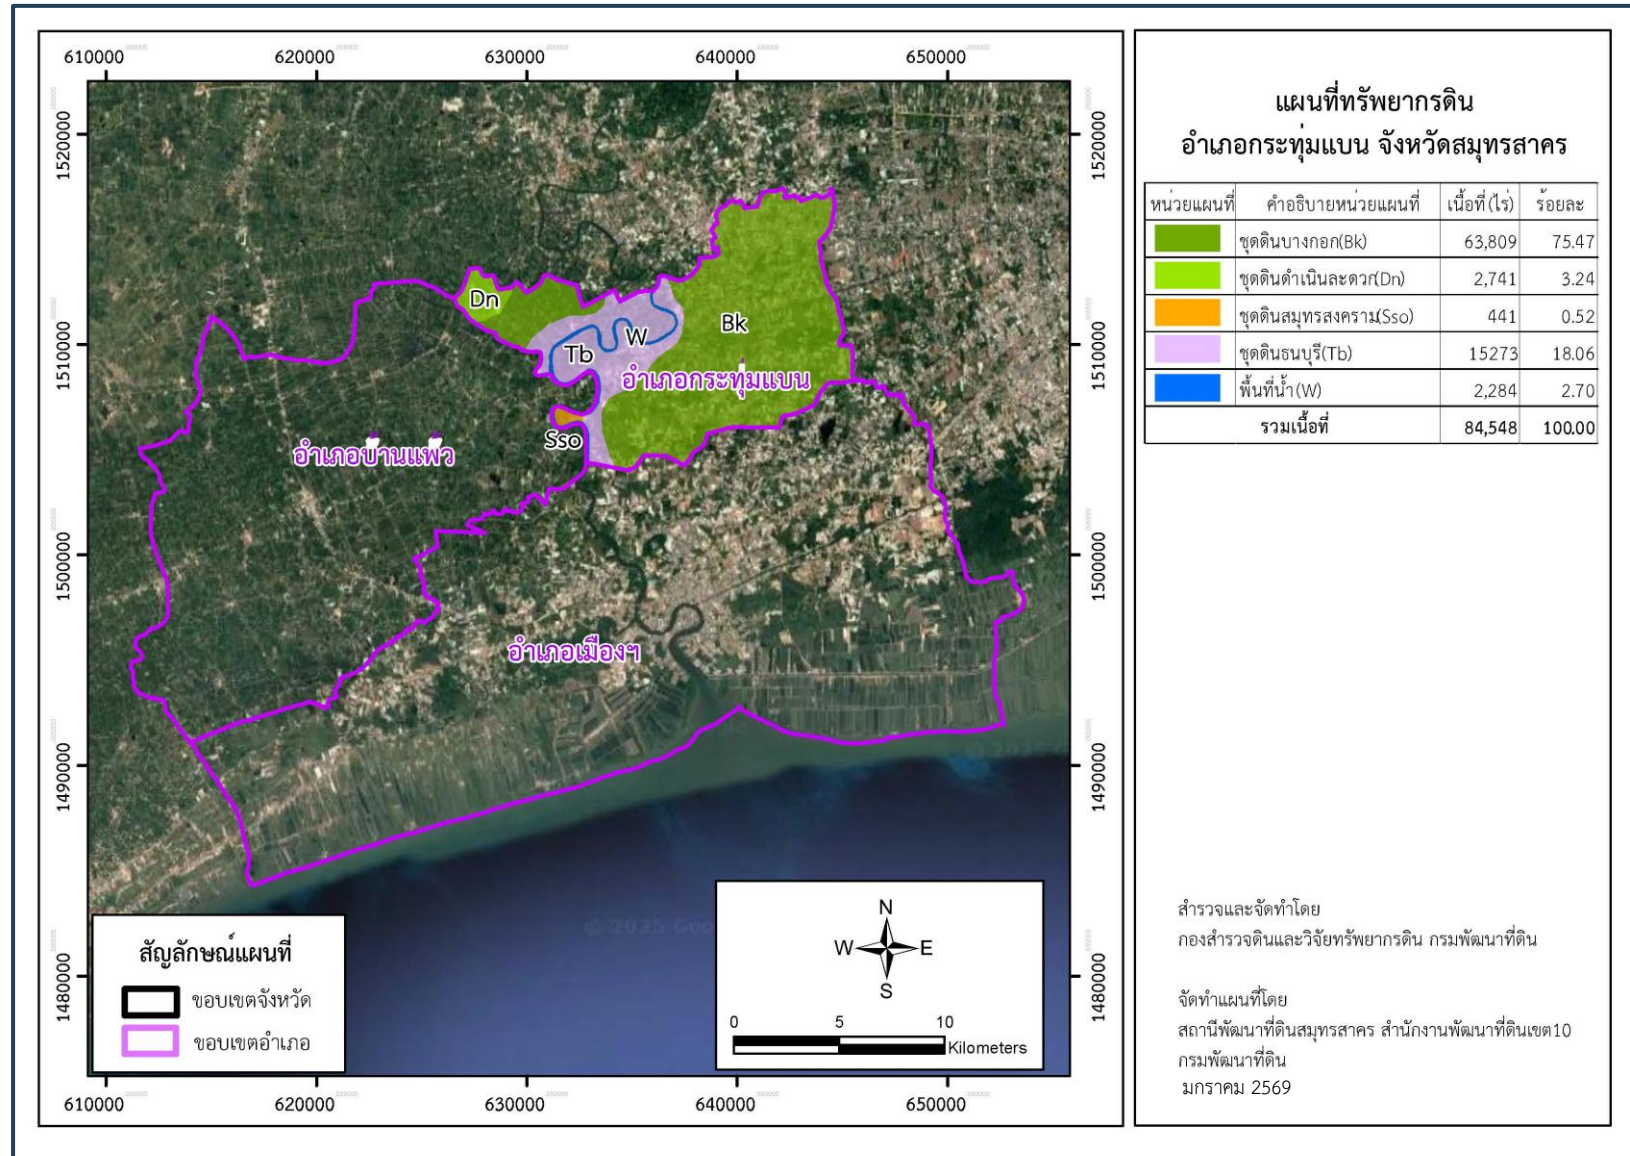 610000 620000 630000 640000 650000
1520000 1520000
1510000 1510000
1500000 1500000
1490000 1490000
1480000 1480000
Dn
Bk
W
Tb
อำเภอกระทุ่มแบน
Sso
อำเภอบ้านแพ้ว
อำเภอเมืองฯ
© 2025 Goo
สัญลักษณ์แผนที่
ขอบเขตจังหวัด
ขอบเขตอำเภอ
N
W E
S
0 5 10
Kilometers
610000 620000 630000 640000 650000
แผนที่ทรัพยากรดิน
อำเภอกระทุ่มแบน จังหวัดสมุทรสาคร
หน่วยแผนที่ คำอธิบายหน่วยแผนที่ เนื้อที่(ไร่) ร้อยละ
ชุดดินบางกอก(Bk) 63,809 75.47
ชุดดินดำเนินสะดวก(Dn) 2,741 3.24
ชุดดินสมุทรสงคราม(Sso) 441 0.52
ชุดดินธนบุรี(Tb) 15273 18.06
พื้นที่น้ำ(W) 2,284 2.70
รวมเนื้อที่ 84,548 100.00
สำรวจและจัดทำโดย
กองสำรวจดินและวิจัยทรัพยากรดิน กรมพัฒนาที่ดิน
จัดทำแผนที่โดย
สถานีพัฒนาที่ดินสมุทรสาคร สำนักงานพัฒนาที่ดินเขต10
กรมพัฒนาที่ดิน
มกราคม 2569